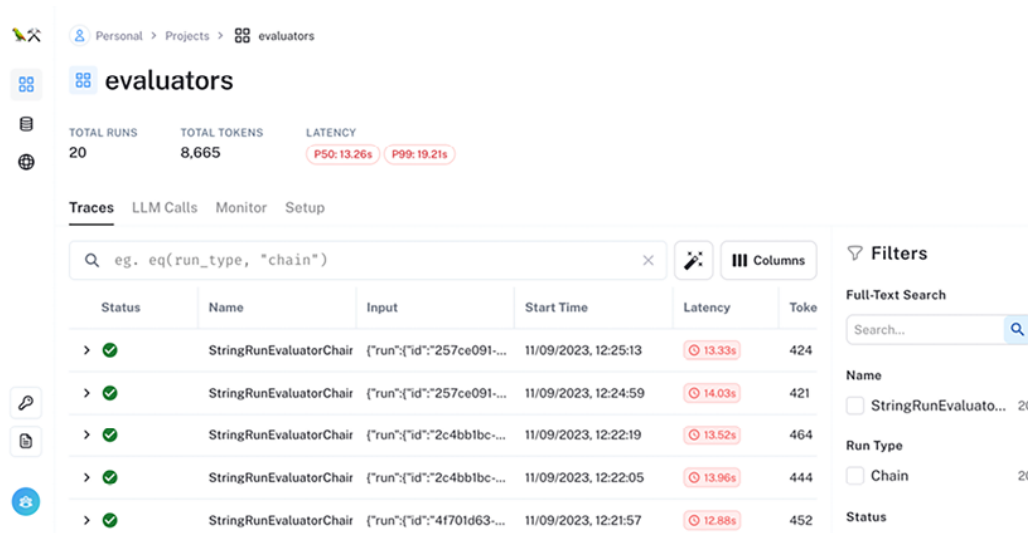 Personal > Projects > evaluators
evaluators
TOTAL RUNS TOTAL TOKENS LATENCY
20 8,665 P50: 13.26s P99: 19.21s
Traces LLM Calls Monitor Setup
eg. eq(run_type, "chain") Columns
Filters
Full-Text Search
Search...
Name
StringRunEvaluato... 20
Run Type
Chain 20
Status
Status Name Input Start Time Latency Toke
StringRunEvaluatorChair {"run":{"id":"257ce091-... 11/09/2023, 12:25:13 13.33s 424
StringRunEvaluatorChair {"run":{"id":"257ce091-... 11/09/2023, 12:24:59 14.03s 421
StringRunEvaluatorChair {"run":{"id":"2c4bb1bc-... 11/09/2023, 12:22:19 13.52s 464
StringRunEvaluatorChair {"run":{"id":"2c4bb1bc-... 11/09/2023, 12:22:05 13.96s 444
StringRunEvaluatorChair {"run":{"id":"4f701d63-... 11/09/2023, 12:21:57 12.88s 452